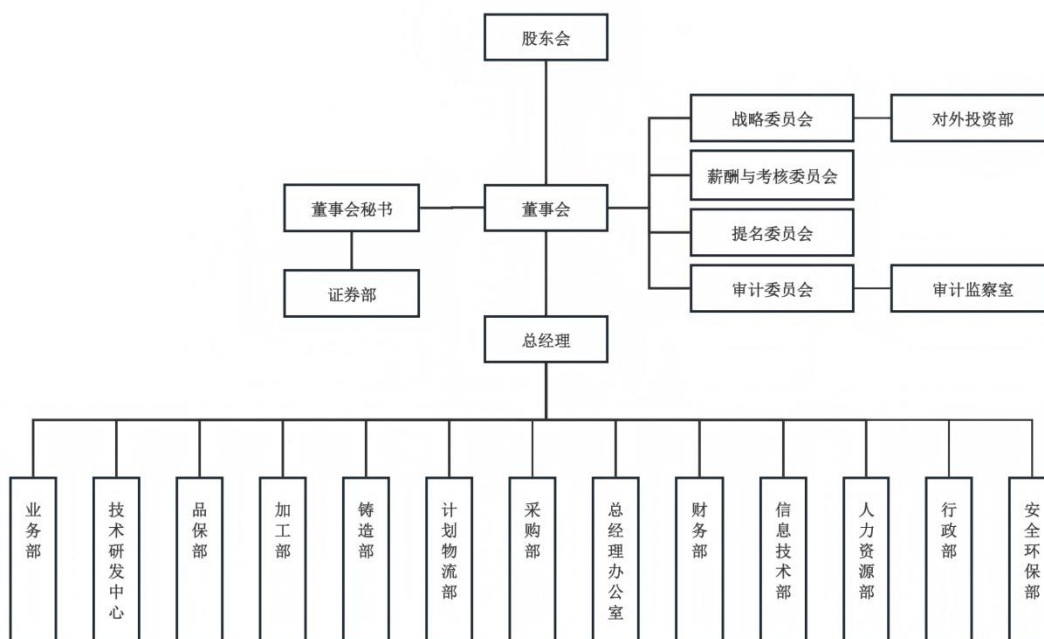 股东会
战略委员会
对外投资部
薪酬与考核委员会
董事会秘书
董事会
提名委员会
证券部
审计委员会
审计监察室
总经理
业务部
技术研发中心
品保部
加工部
铸造部
计划物流部
采购部
总经理办公室
财务部
信息技术部
人力资源部
行政部
安全环保部